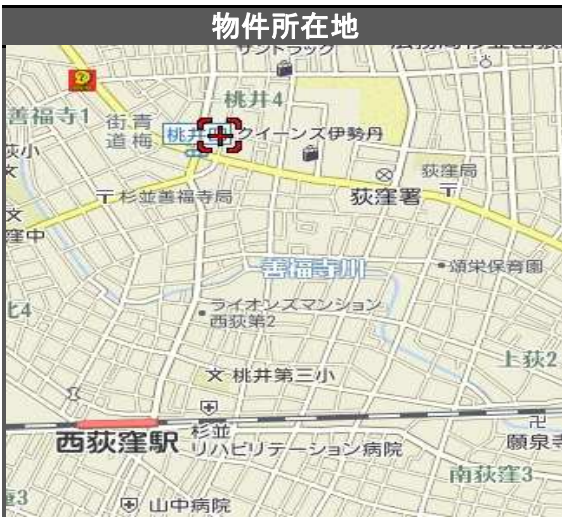 物件所在地
サンドラッグ
桃井4
善福寺1
青梅
街道
桃井
クイーンズ伊勢丹
荻窪局
荻窪署
杉並善福寺局
窪中
善福寺川
頌栄保育園
ライオンズマンション
西荻第2
上荻2
桃井第三小
西荻窪駅
杉並
リハビリテーション病院
願泉寺
南荻窪3
山中病院